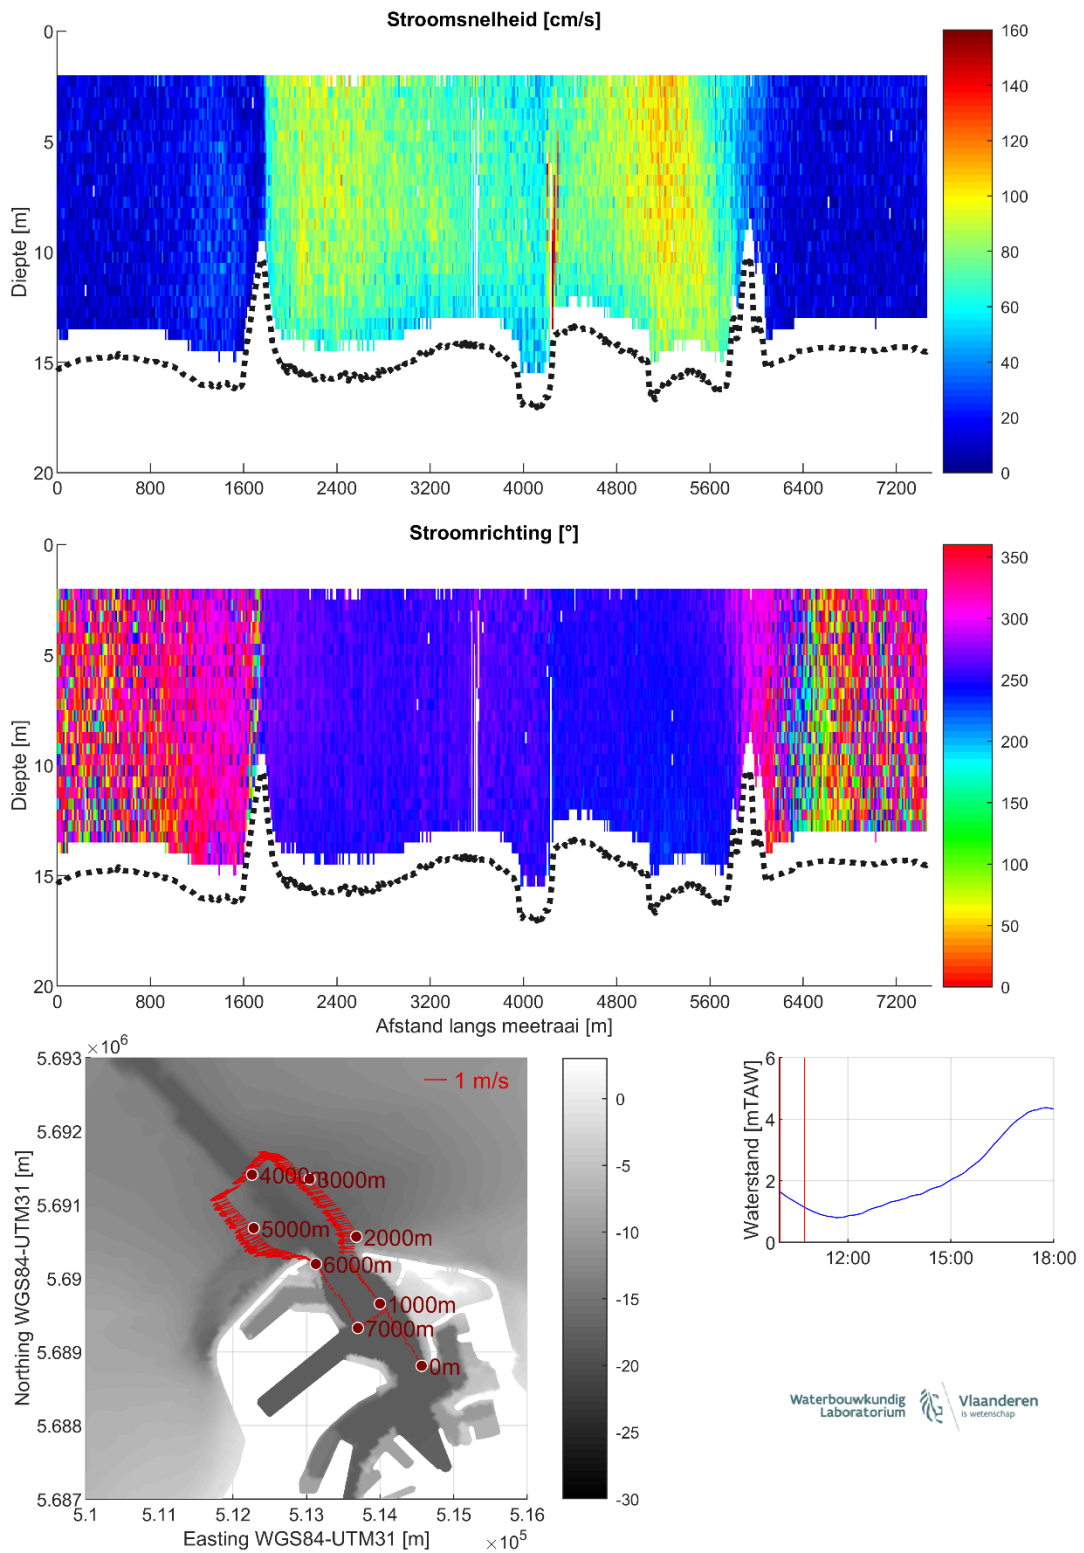 Stroomsnelheid [cm/s]
Diepte [m]
0
5
10
15
20
0 800 1600 2400 3200 4000 4800 5600 6400 7200
160
140
120
100
80
60
40
20
0
Stroomrichting [°]
Diepte [m]
0
5
10
15
20
0 800 1600 2400 3200 4000 4800 5600 6400 7200
Afstand langs meetraai [m]
350
300
250
200
150
100
50
0
×10⁶
Northing WGS84-UTM31 [m]
5.693
5.692
5.691
5.69
5.689
5.688
5.687
1 m/s
4000m
3000m
5000m
2000m
6000m
1000m
7000m
0m
5.1 5.11 5.12 5.13 5.14 5.15 5.16
Easting WGS84-UTM31 [m]
×10⁵
0
-5
-10
-15
-20
-25
-30
Waterstand [mTAW]
6
4
2
0
12:00 15:00 18:00
Waterbouwkundig
Laboratorium
Vlaanderen
is wetenschap